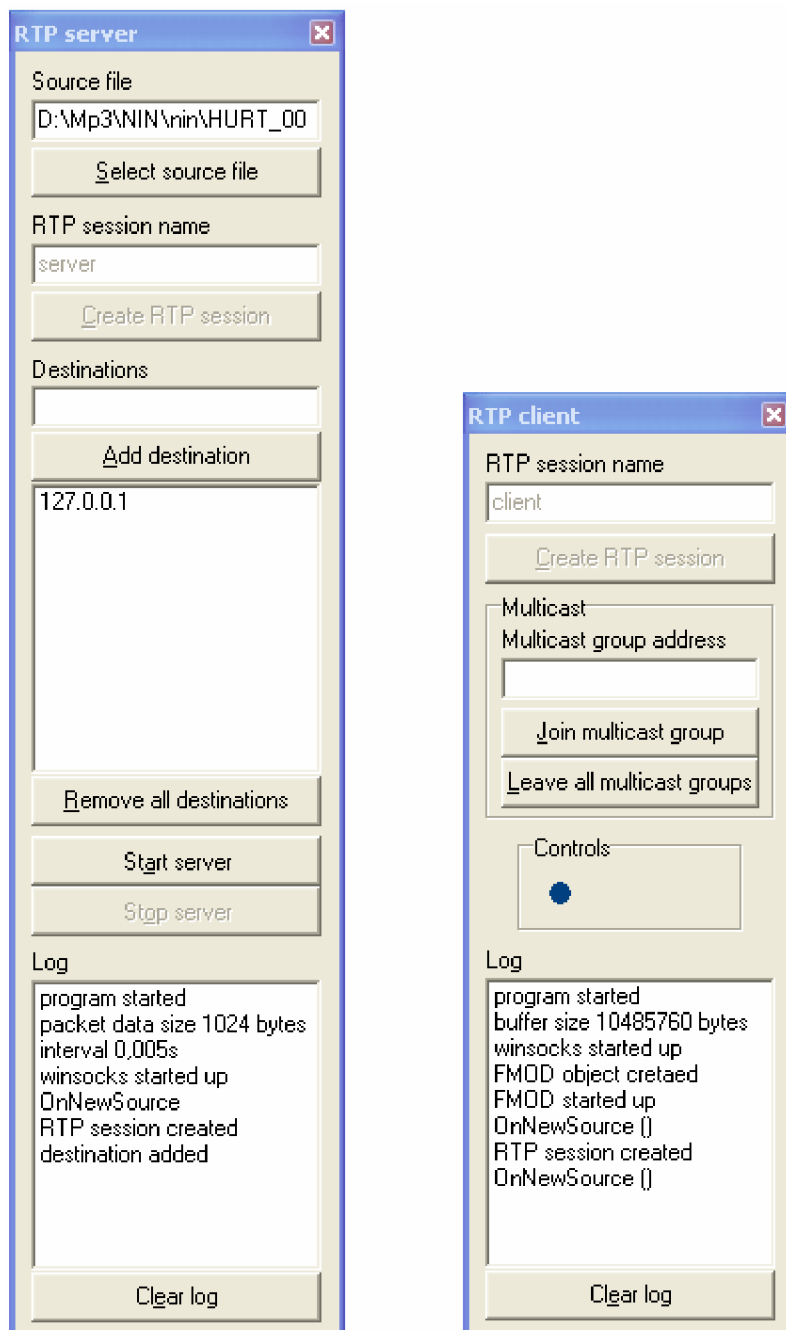 RTP server
Source file
D:\Mp3\NIN\nin\HURT_00
Select source file
RTP session name
server
Create RTP session
Destinations
Add destination
127.0.0.1
Remove all destinations
Start server
Stop server
Log
program started
packet data size 1024 bytes
interval 0,005s
winsocks started up
OnNewSource
RTP session created
destination added
Clear log
RTP client
RTP session name
client
Create RTP session
Multicast
Multicast group address
Join multicast group
Leave all multicast groups
Controls
Log
program started
buffer size 10485760 bytes
winsocks started up
FMOD object cretaed
FMOD started up
OnNewSource ()
RTP session created
OnNewSource ()
Clear log